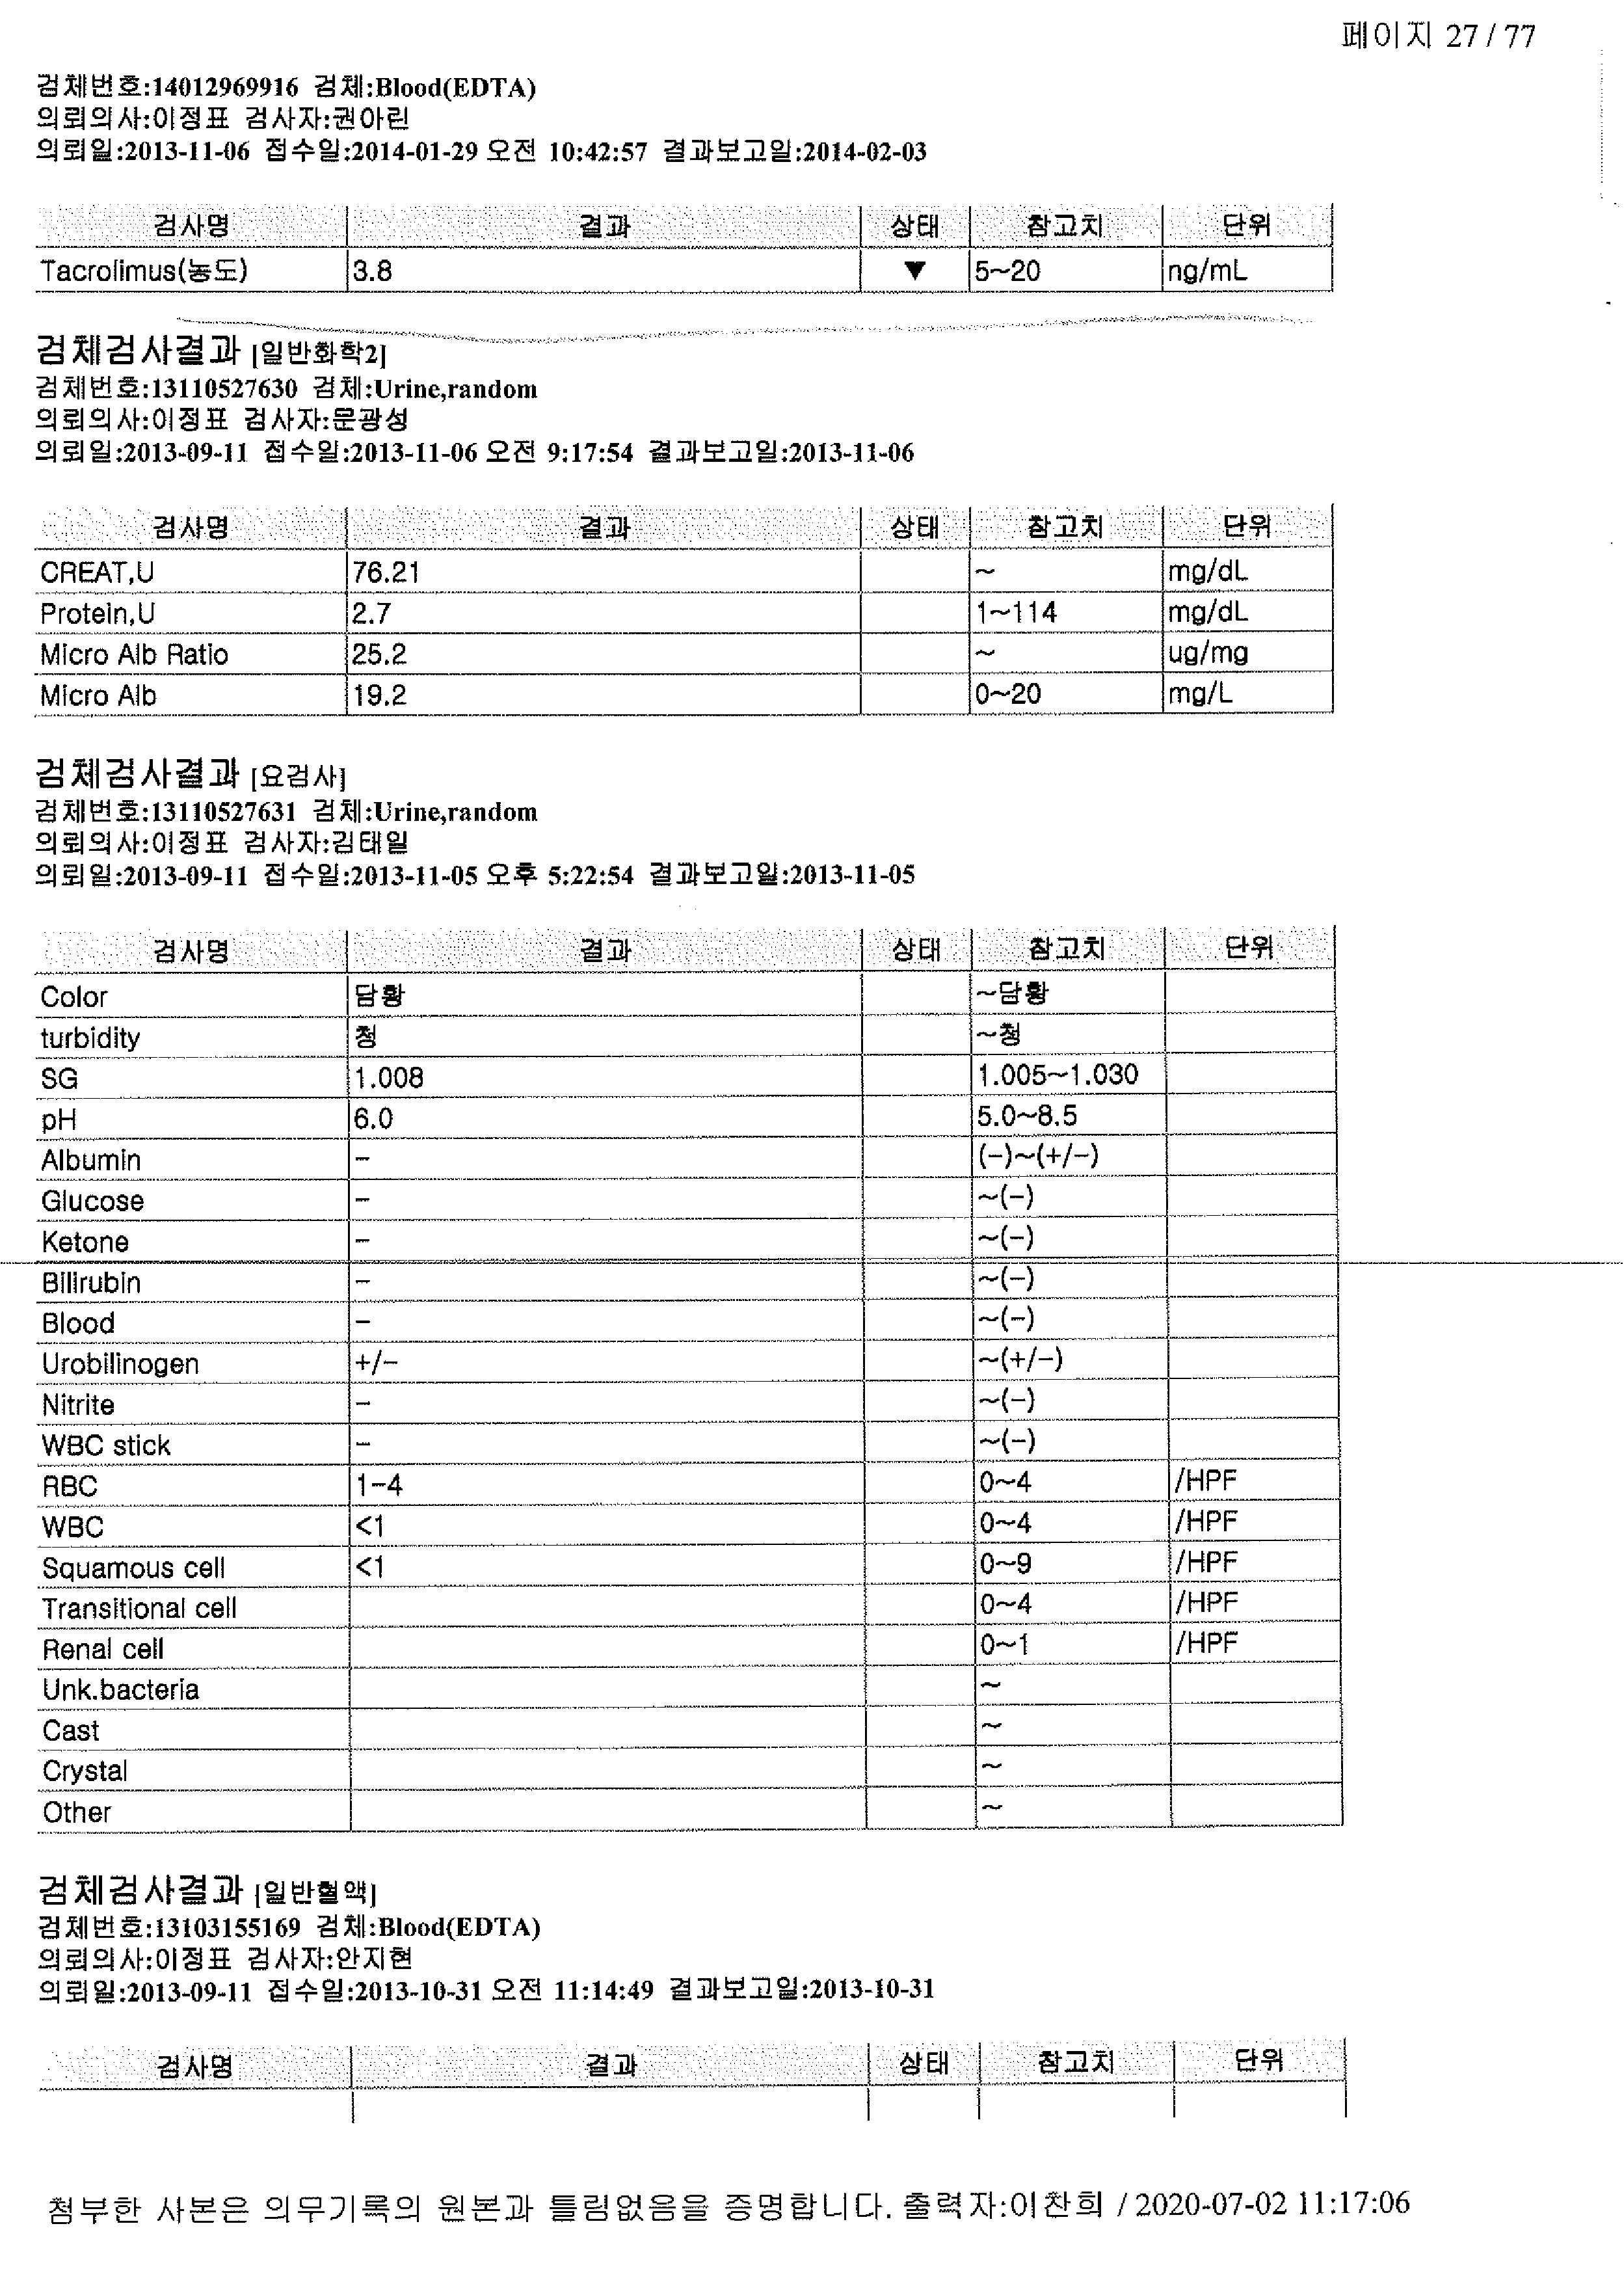 페이지 27 / 77
검체번호:14012969916 검체:Blood(EDTA)
의뢰의사:이정표 검사자:권아린
의뢰일:2013-11-06 접수일:2014-01-29 오전 10:42:57 결과보고일:2014-02-03
검사명 결과 상태 참고치 단위
Tacrolimus(농도) 3.8 ▼ 5~20 ng/mL
검체검사결과 [일반화학2]
검체번호:13110527630 검체:Urine,random
의뢰의사:이정표 검사자:문광성
의뢰일:2013-09-11 접수일:2013-11-06 오전 9:17:54 결과보고일:2013-11-06
검사명 결과 상태 참고치 단위
CREAT,U 76.21 ~ mg/dL
Protein,U 2.7 1~114 mg/dL
Micro Alb Ratio 25.2 ~ ug/mg
Micro Alb 19.2 0~20 mg/L
검체검사결과 [요검사]
검체번호:13110527631 검체:Urine,random
의뢰의사:이정표 검사자:김태일
의뢰일:2013-09-11 접수일:2013-11-05 오후 5:22:54 결과보고일:2013-11-05
검사명 결과 상태 참고치 단위
Color 담황 ~담황
turbidity 청 ~청
SG 1.008 1.005~1.030
pH 6.0 5.0~8.5
Albumin - (-)~(+/-)
Glucose - ~(-)
Ketone - ~(-)
Bilirubin - ~(-)
Blood - ~(-)
Urobilinogen +/- ~(+/-)
Nitrite - ~(-)
WBC stick - ~(-)
RBC 1-4 0~4 /HPF
WBC <1 0~4 /HPF
Squamous cell <1 0~9 /HPF
Transitional cell 0~4 /HPF
Renal cell 0~1 /HPF
Unk.bacteria ~
Cast ~
Crystal ~
Other ~
검체검사결과 [일반혈액]
검체번호:13103155169 검체:Blood(EDTA)
의뢰의사:이정표 검사자:안지현
의뢰일:2013-09-11 접수일:2013-10-31 오전 11:14:49 결과보고일:2013-10-31
검사명 결과 상태 참고치 단위
첨부한 사본은 의무기록의 원본과 틀림없음을 증명합니다. 출력자:이찬희 / 2020-07-02 11:17:06